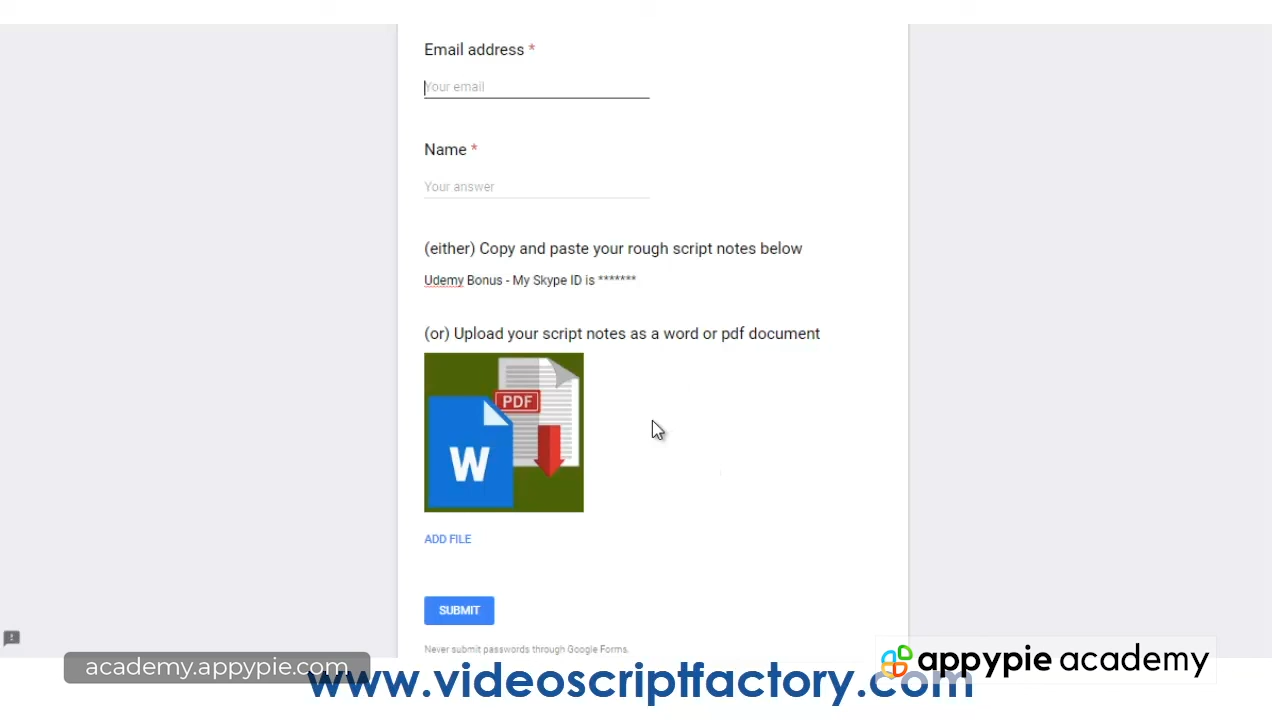 Email address *
Your email
Name *
Your answer
(either) Copy and paste your rough script notes below
Udemy Bonus - My Skype ID is *******
(or) Upload your script notes as a word or pdf document
PDF
W
ADD FILE
SUBMIT
Never submit passwords through Google Forms.
academy.appypie.com
www.videoscriptfactory.com
appypie academy